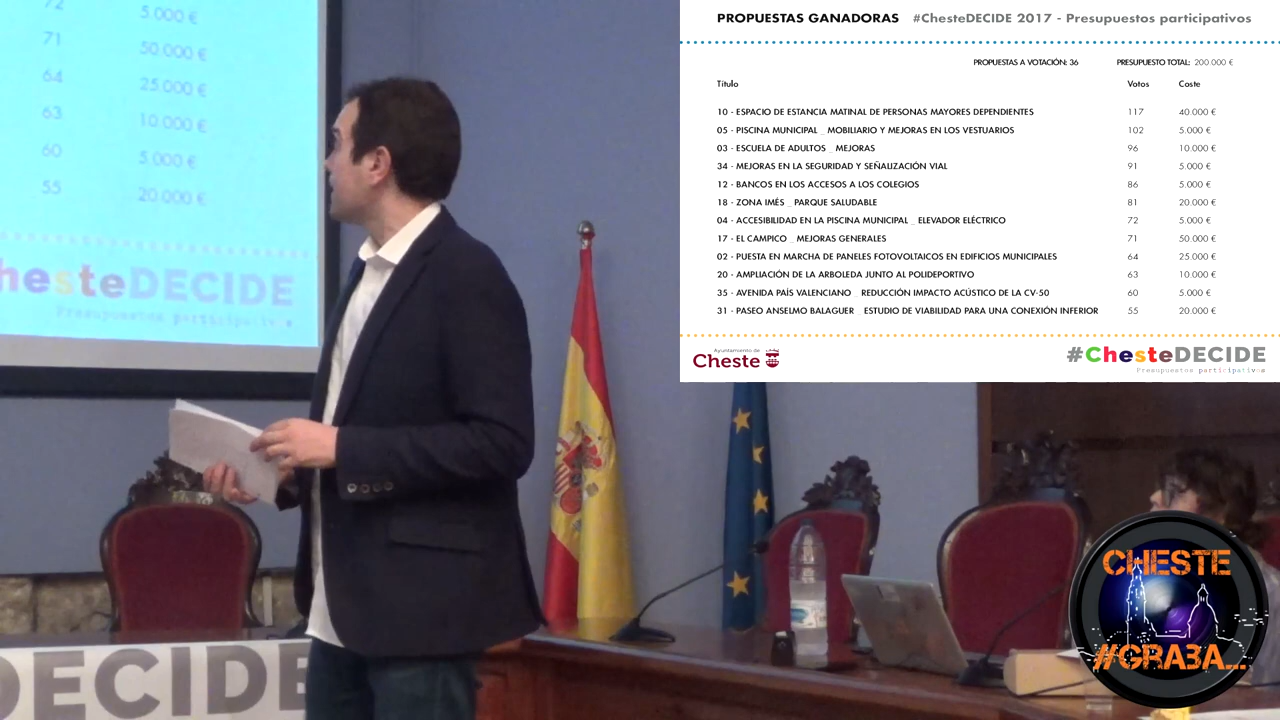 72 5.000 €
71 50.000 €
64 25.000 €
63 10.000 €
60 5.000 €
55 20.000 €
ChesteDECIDE
Presupuestos participativos
DECIDE
PROPUESTAS GANADORAS #ChesteDECIDE 2017 - Presupuestos participativos
PROPUESTAS A VOTACIÓN: 36 PRESUPUESTO TOTAL: 200.000 €
Título Votos Coste
10 - ESPACIO DE ESTANCIA MATINAL DE PERSONAS MAYORES DEPENDIENTES 117 40.000 €
05 - PISCINA MUNICIPAL _ MOBILIARIO Y MEJORAS EN LOS VESTUARIOS 102 5.000 €
03 - ESCUELA DE ADULTOS _ MEJORAS 96 10.000 €
34 - MEJORAS EN LA SEGURIDAD Y SEÑALIZACIÓN VIAL 91 5.000 €
12 - BANCOS EN LOS ACCESOS A LOS COLEGIOS 86 5.000 €
18 - ZONA IMÉS _ PARQUE SALUDABLE 81 20.000 €
04 - ACCESIBILIDAD EN LA PISCINA MUNICIPAL _ ELEVADOR ELÉCTRICO 72 5.000 €
17 - EL CAMPICO _ MEJORAS GENERALES 71 50.000 €
02 - PUESTA EN MARCHA DE PANELES FOTOVOLTAICOS EN EDIFICIOS MUNICIPALES 64 25.000 €
20 - AMPLIACIÓN DE LA ARBOLEDA JUNTO AL POLIDEPORTIVO 63 10.000 €
35 - AVENIDA PAÍS VALENCIANO _ REDUCCIÓN IMPACTO ACÚSTICO DE LA CV-50 60 5.000 €
31 - PASEO ANSELMO BALAGUER _ ESTUDIO DE VIABILIDAD PARA UNA CONEXIÓN INFERIOR 55 20.000 €
Ayuntamiento de
Cheste
#ChesteDECIDE
Presupuestos participativos
CHESTE
#GRABA...